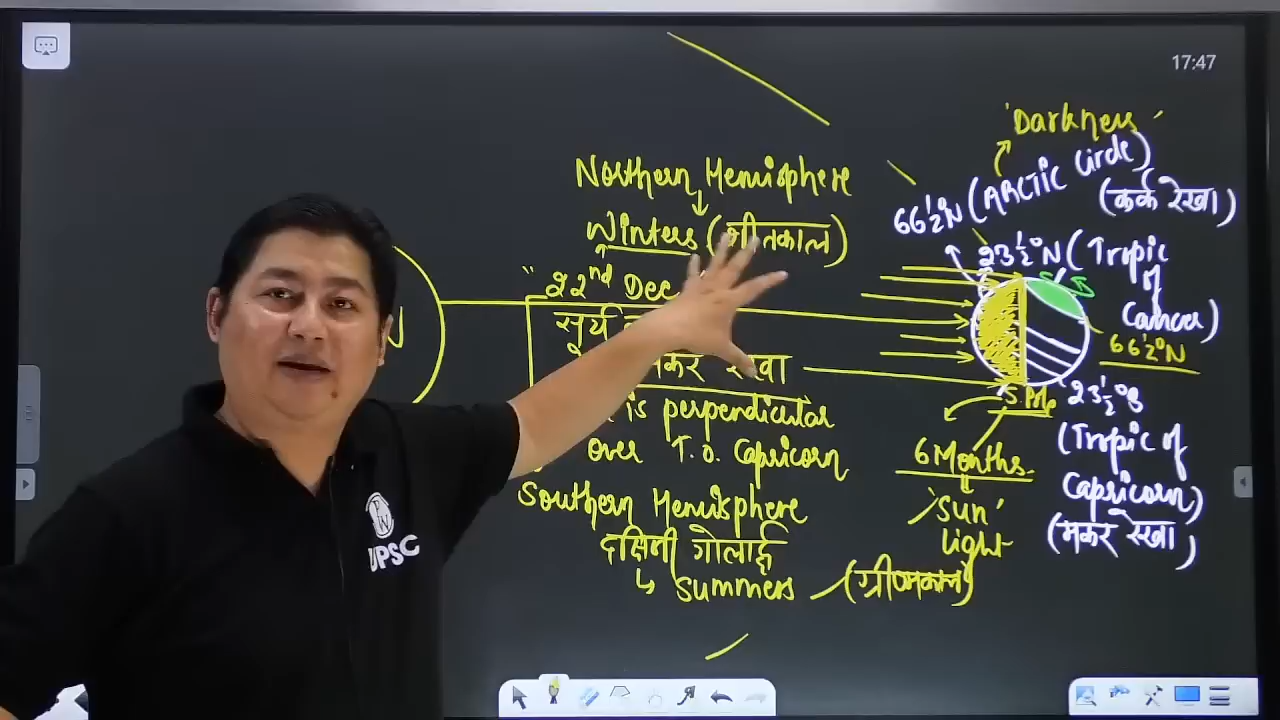 17:47
'Darkness'
66½°N (ARCTIC Circle)
(कर्क रेखा)
23½°N (Tropic
of
Cancer)
66½°N
Northern Hemisphere
Winters (शीतकाल)
"22nd Dec
सूर्य
मकर रेखा
is perpendicular
over T. O. Capricorn
Southern Hemisphere
दक्षिणी गोलार्द्ध
Summers (ग्रीष्मकाल)
S Pole
6 Months
'Sun'
light
23½°S
(Tropic of
Capricorn)
(मकर रेखा)
N
PW
UPSC